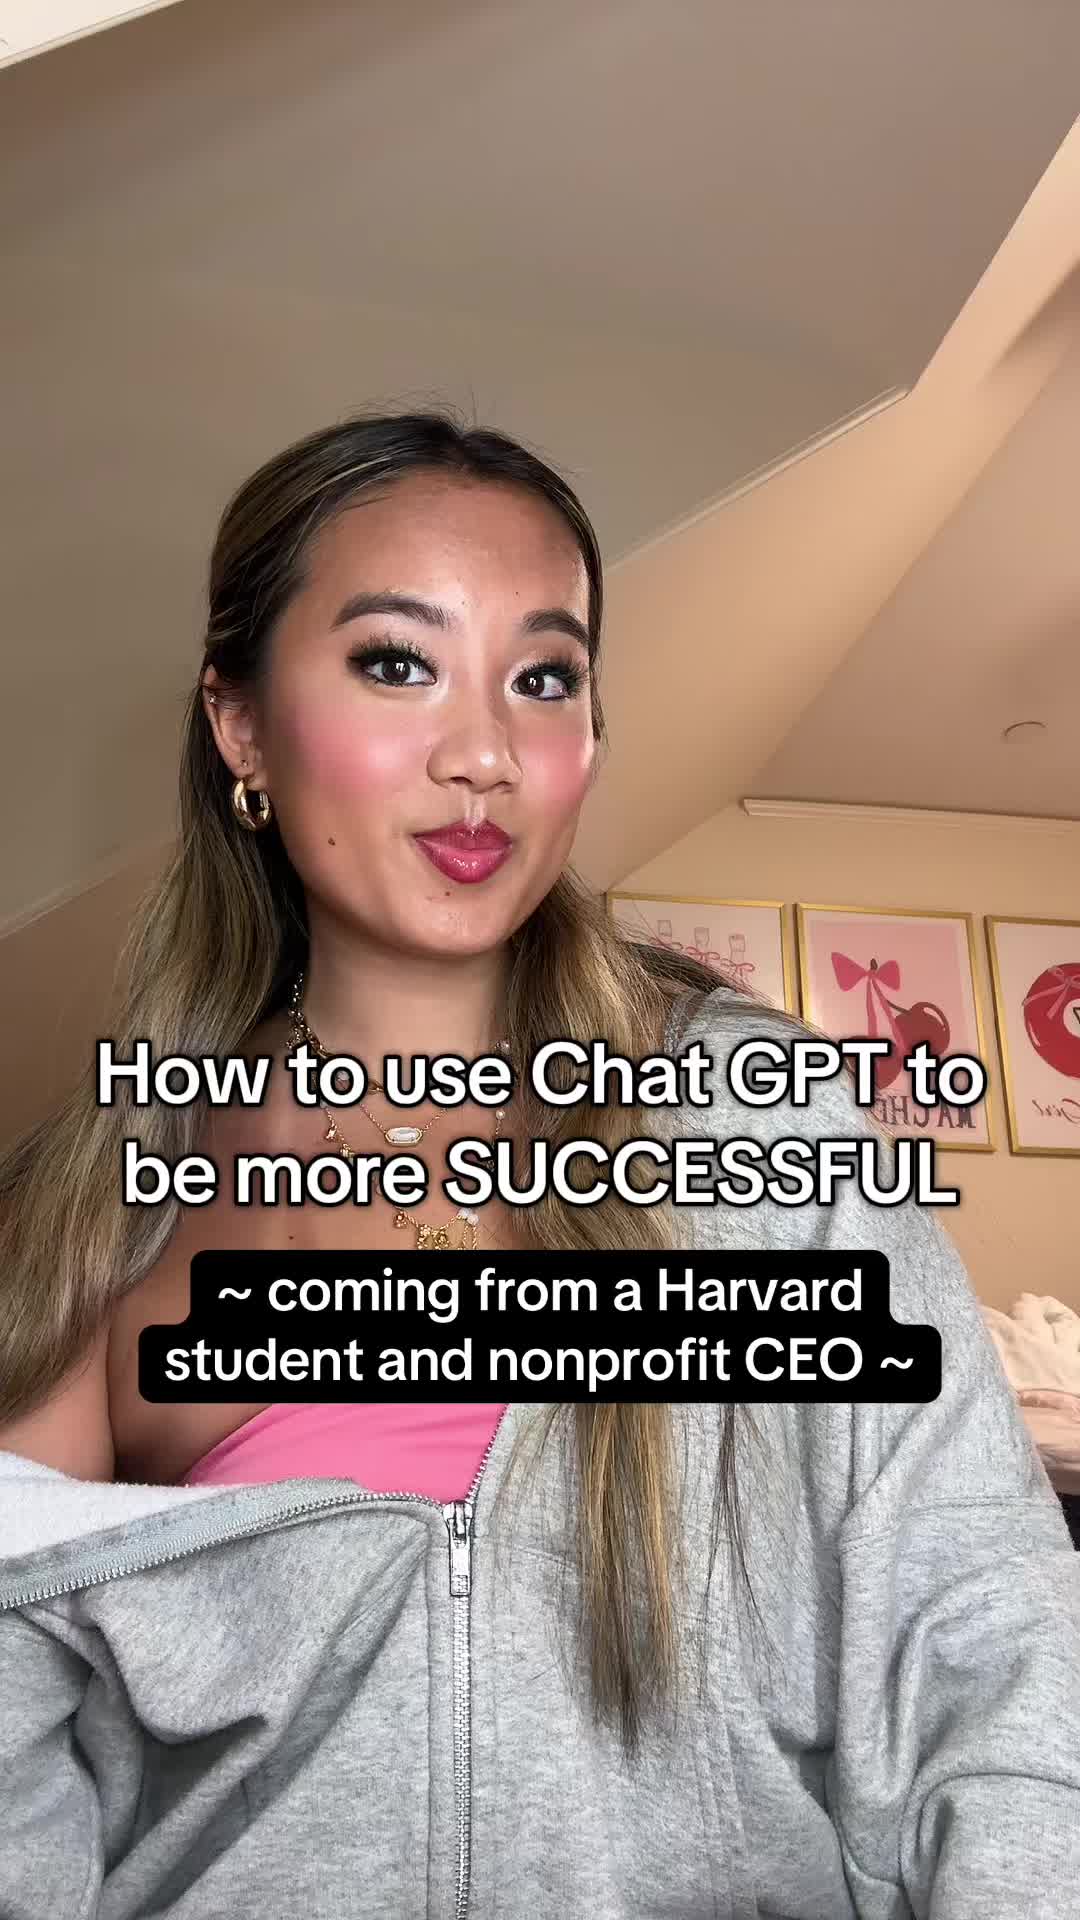 How to use Chat GPT to
be more SUCCESSFUL
~ coming from a Harvard
student and nonprofit CEO ~